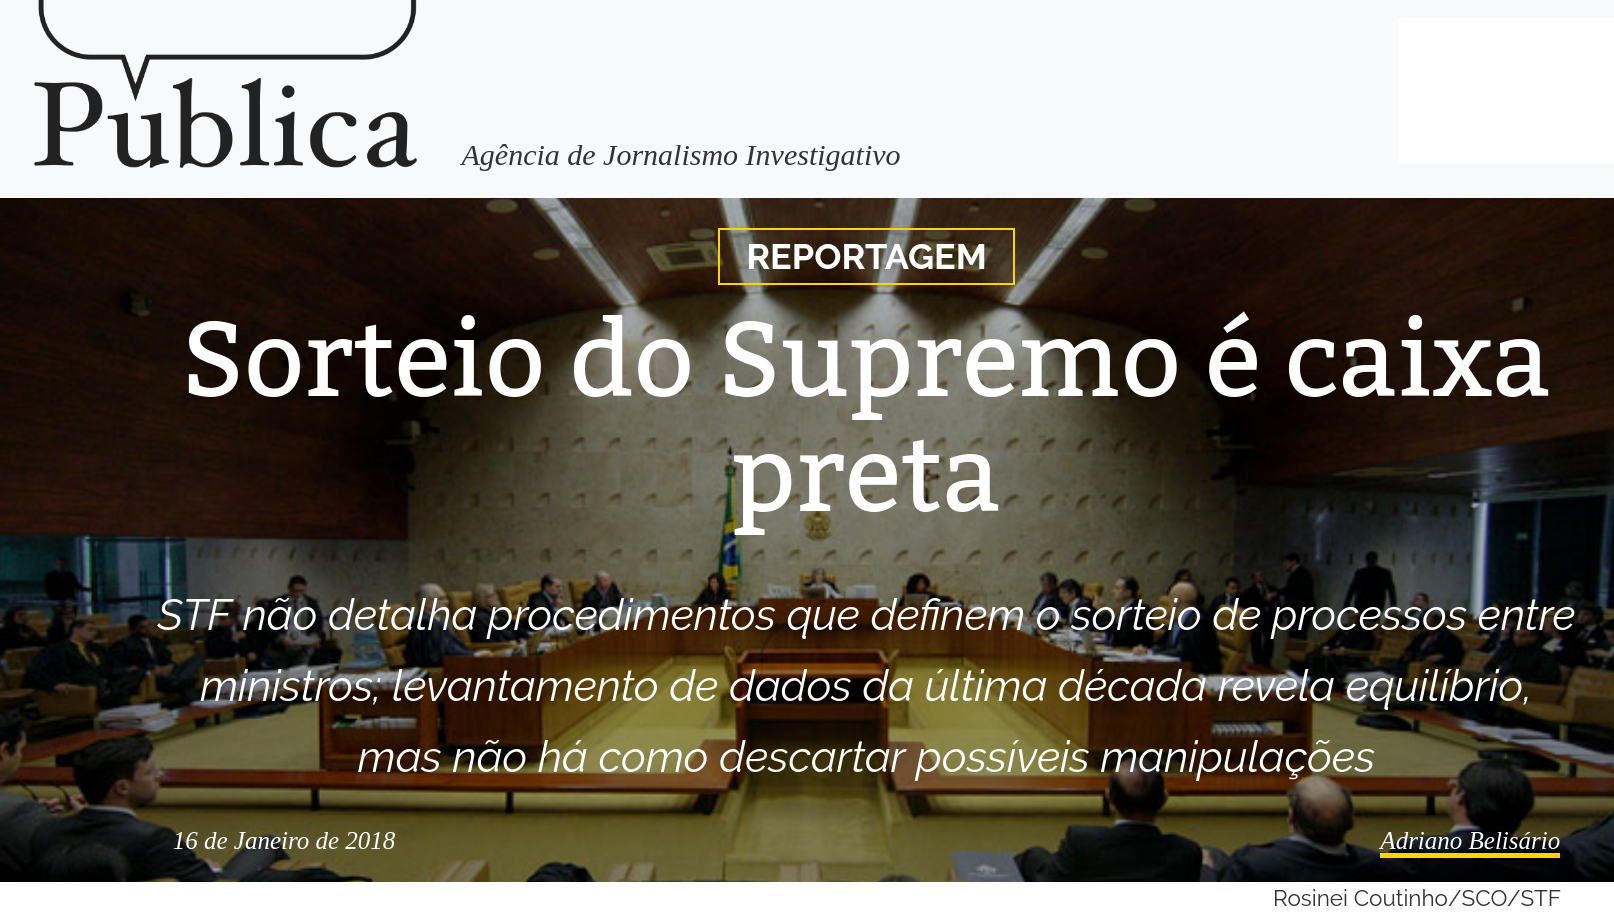 Publica
Agência de Jornalismo Investigativo
REPORTAGEM
Sorteio do Supremo é caixa
preta
STF não detalha procedimentos que definem o sorteio de processos entre
ministros; levantamento de dados da última década revela equilíbrio,
mas não há como descartar possíveis manipulações
16 de Janeiro de 2018
Adriano Belisário
Rosinei Coutinho/SCO/STF